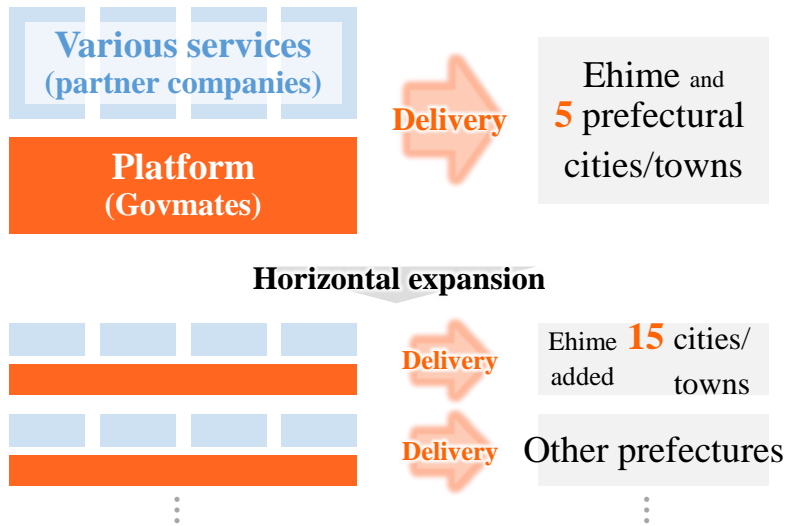 Various services
(partner companies)
Platform
(Govmates)
Delivery
Ehime and
5 prefectural
cities/towns
Horizontal expansion
Delivery
Ehime 15 cities/
added towns
Delivery
Other prefectures